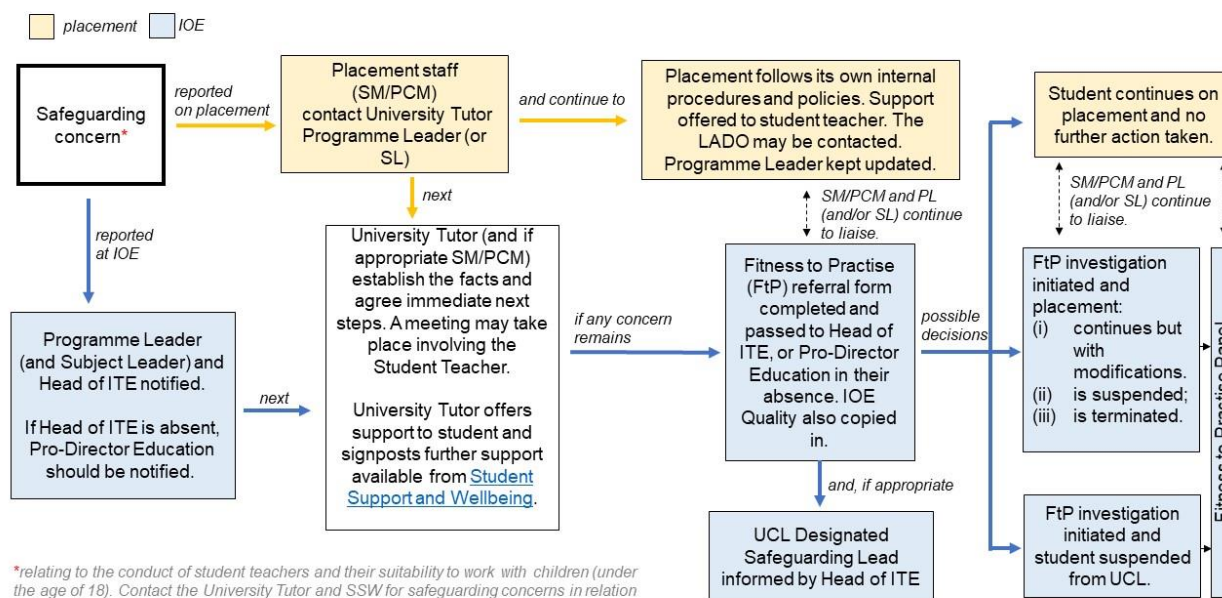 placement
IOE
Safeguarding
concern*
reported
on placement
Placement staff
(SM/PCM)
contact University Tutor
Programme Leader (or
SL)
and continue to
Placement follows its own internal
procedures and policies. Support
offered to student teacher. The
LADO may be contacted.
Programme Leader kept updated.
Student continues on
placement and no
further action taken.
next
SM/PCM and PL
(and/or SL) continue
to liaise.
SM/PCM and PL
(and/or SL) continue
to liaise.
reported
at IOE
Programme Leader
(and Subject Leader) and
Head of ITE notified.
If Head of ITE is absent,
Pro-Director Education
should be notified.
next
University Tutor (and if
appropriate SM/PCM)
establish the facts and
agree immediate next
steps. A meeting may take
place involving the
Student Teacher.
University Tutor offers
support to student and
signposts further support
available from Student
Support and Wellbeing.
if any concern
remains
Fitness to Practise
(FtP) referral form
completed and
passed to Head of
ITE, or Pro-Director
Education in their
absence. IOE
Quality also copied
in.
possible
decisions
FtP investigation
initiated and
placement:
(i) continues but
with
modifications.
(ii) is suspended;
(iii) is terminated.
Fitness to Practise Panel
and, if appropriate
UCL Designated
Safeguarding Lead
informed by Head of ITE
FtP investigation
initiated and
student suspended
from UCL.
*relating to the conduct of student teachers and their suitability to work with children (under
the age of 18). Contact the University Tutor and SSW for safeguarding concerns in relation